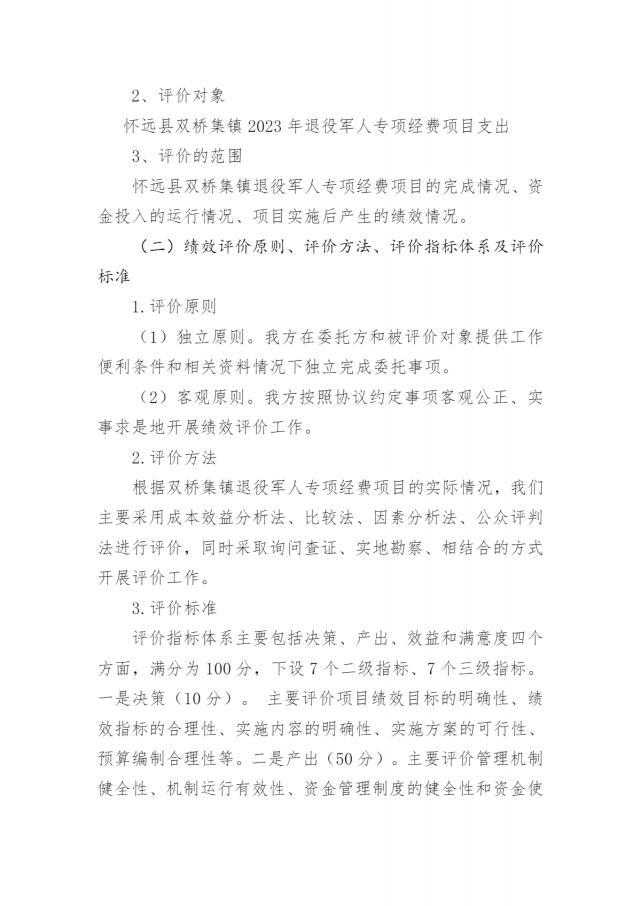 2、评价对象
怀远县双桥集镇 2023 年退役军人专项经费项目支出
3、评价的范围
怀远县双桥集镇退役军人专项经费项目的完成情况、资
金投入的运行情况、项目实施后产生的绩效情况。
（二）绩效评价原则、评价方法、评价指标体系及评价
标准
1.评价原则
（1）独立原则。我方在委托方和被评价对象提供工作
便利条件和相关资料情况下独立完成委托事项。
（2）客观原则。我方按照协议约定事项客观公正、实
事求是地开展绩效评价工作。
2.评价方法
根据双桥集镇退役军人专项经费项目的实际情况，我们
主要采用成本效益分析法、比较法、因素分析法、公众评判
法进行评价，同时采取询问查证、实地勘察、相结合的方式
开展评价工作。
3.评价标准
评价指标体系主要包括决策、产出、效益和满意度四个
方面，满分为 100 分，下设 7 个二级指标、7 个三级指标。
一是决策（10 分）。 主要评价项目绩效目标的明确性、绩
效指标的合理性、实施内容的明确性、实施方案的可行性、
预算编制合理性等。二是产出（50 分）。主要评价管理机制
健全性、机制运行有效性、资金管理制度的健全性和资金使